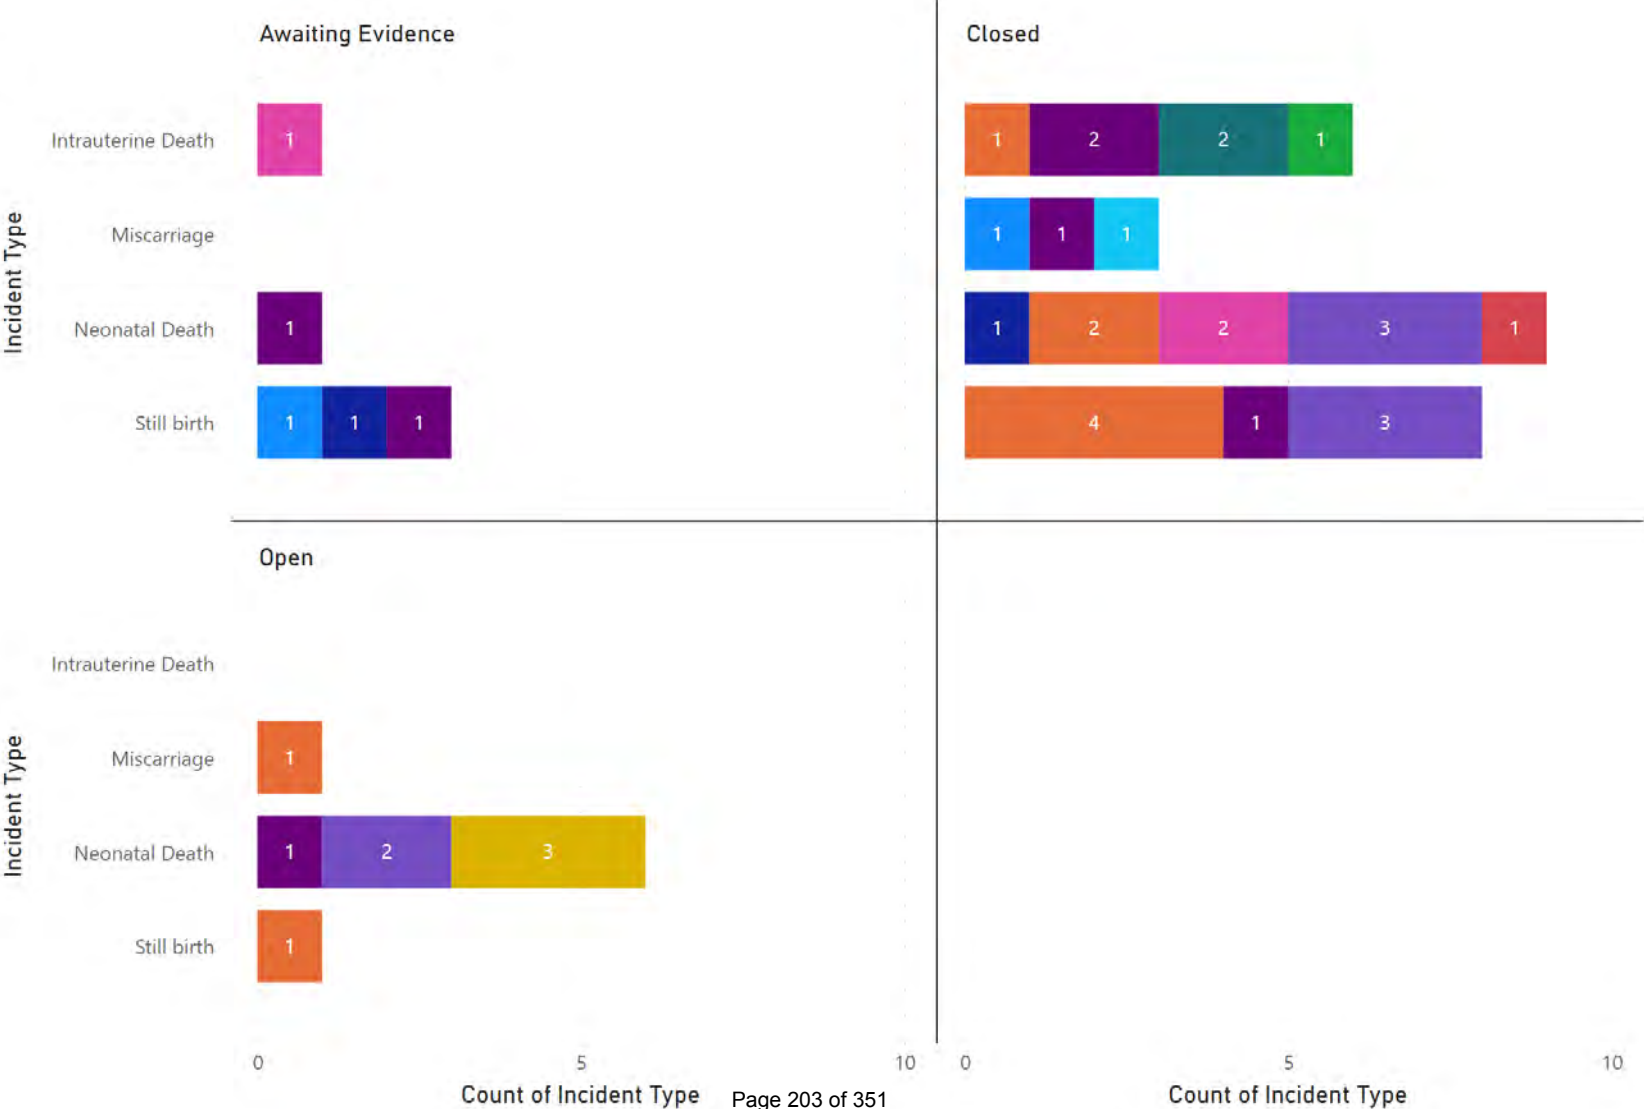 Awaiting Evidence
Closed
Incident Type
Intrauterine Death
1
1 2 2 1
Miscarriage
1 1 1
Neonatal Death
1
1 2 2 3 1
Still birth
1 1 1
4 1 3
Open
Incident Type
Intrauterine Death
Miscarriage
1
Neonatal Death
1 2 3
Still birth
1
0 5 10
0 5 10
Count of Incident Type
Page 203 of 351
Count of Incident Type